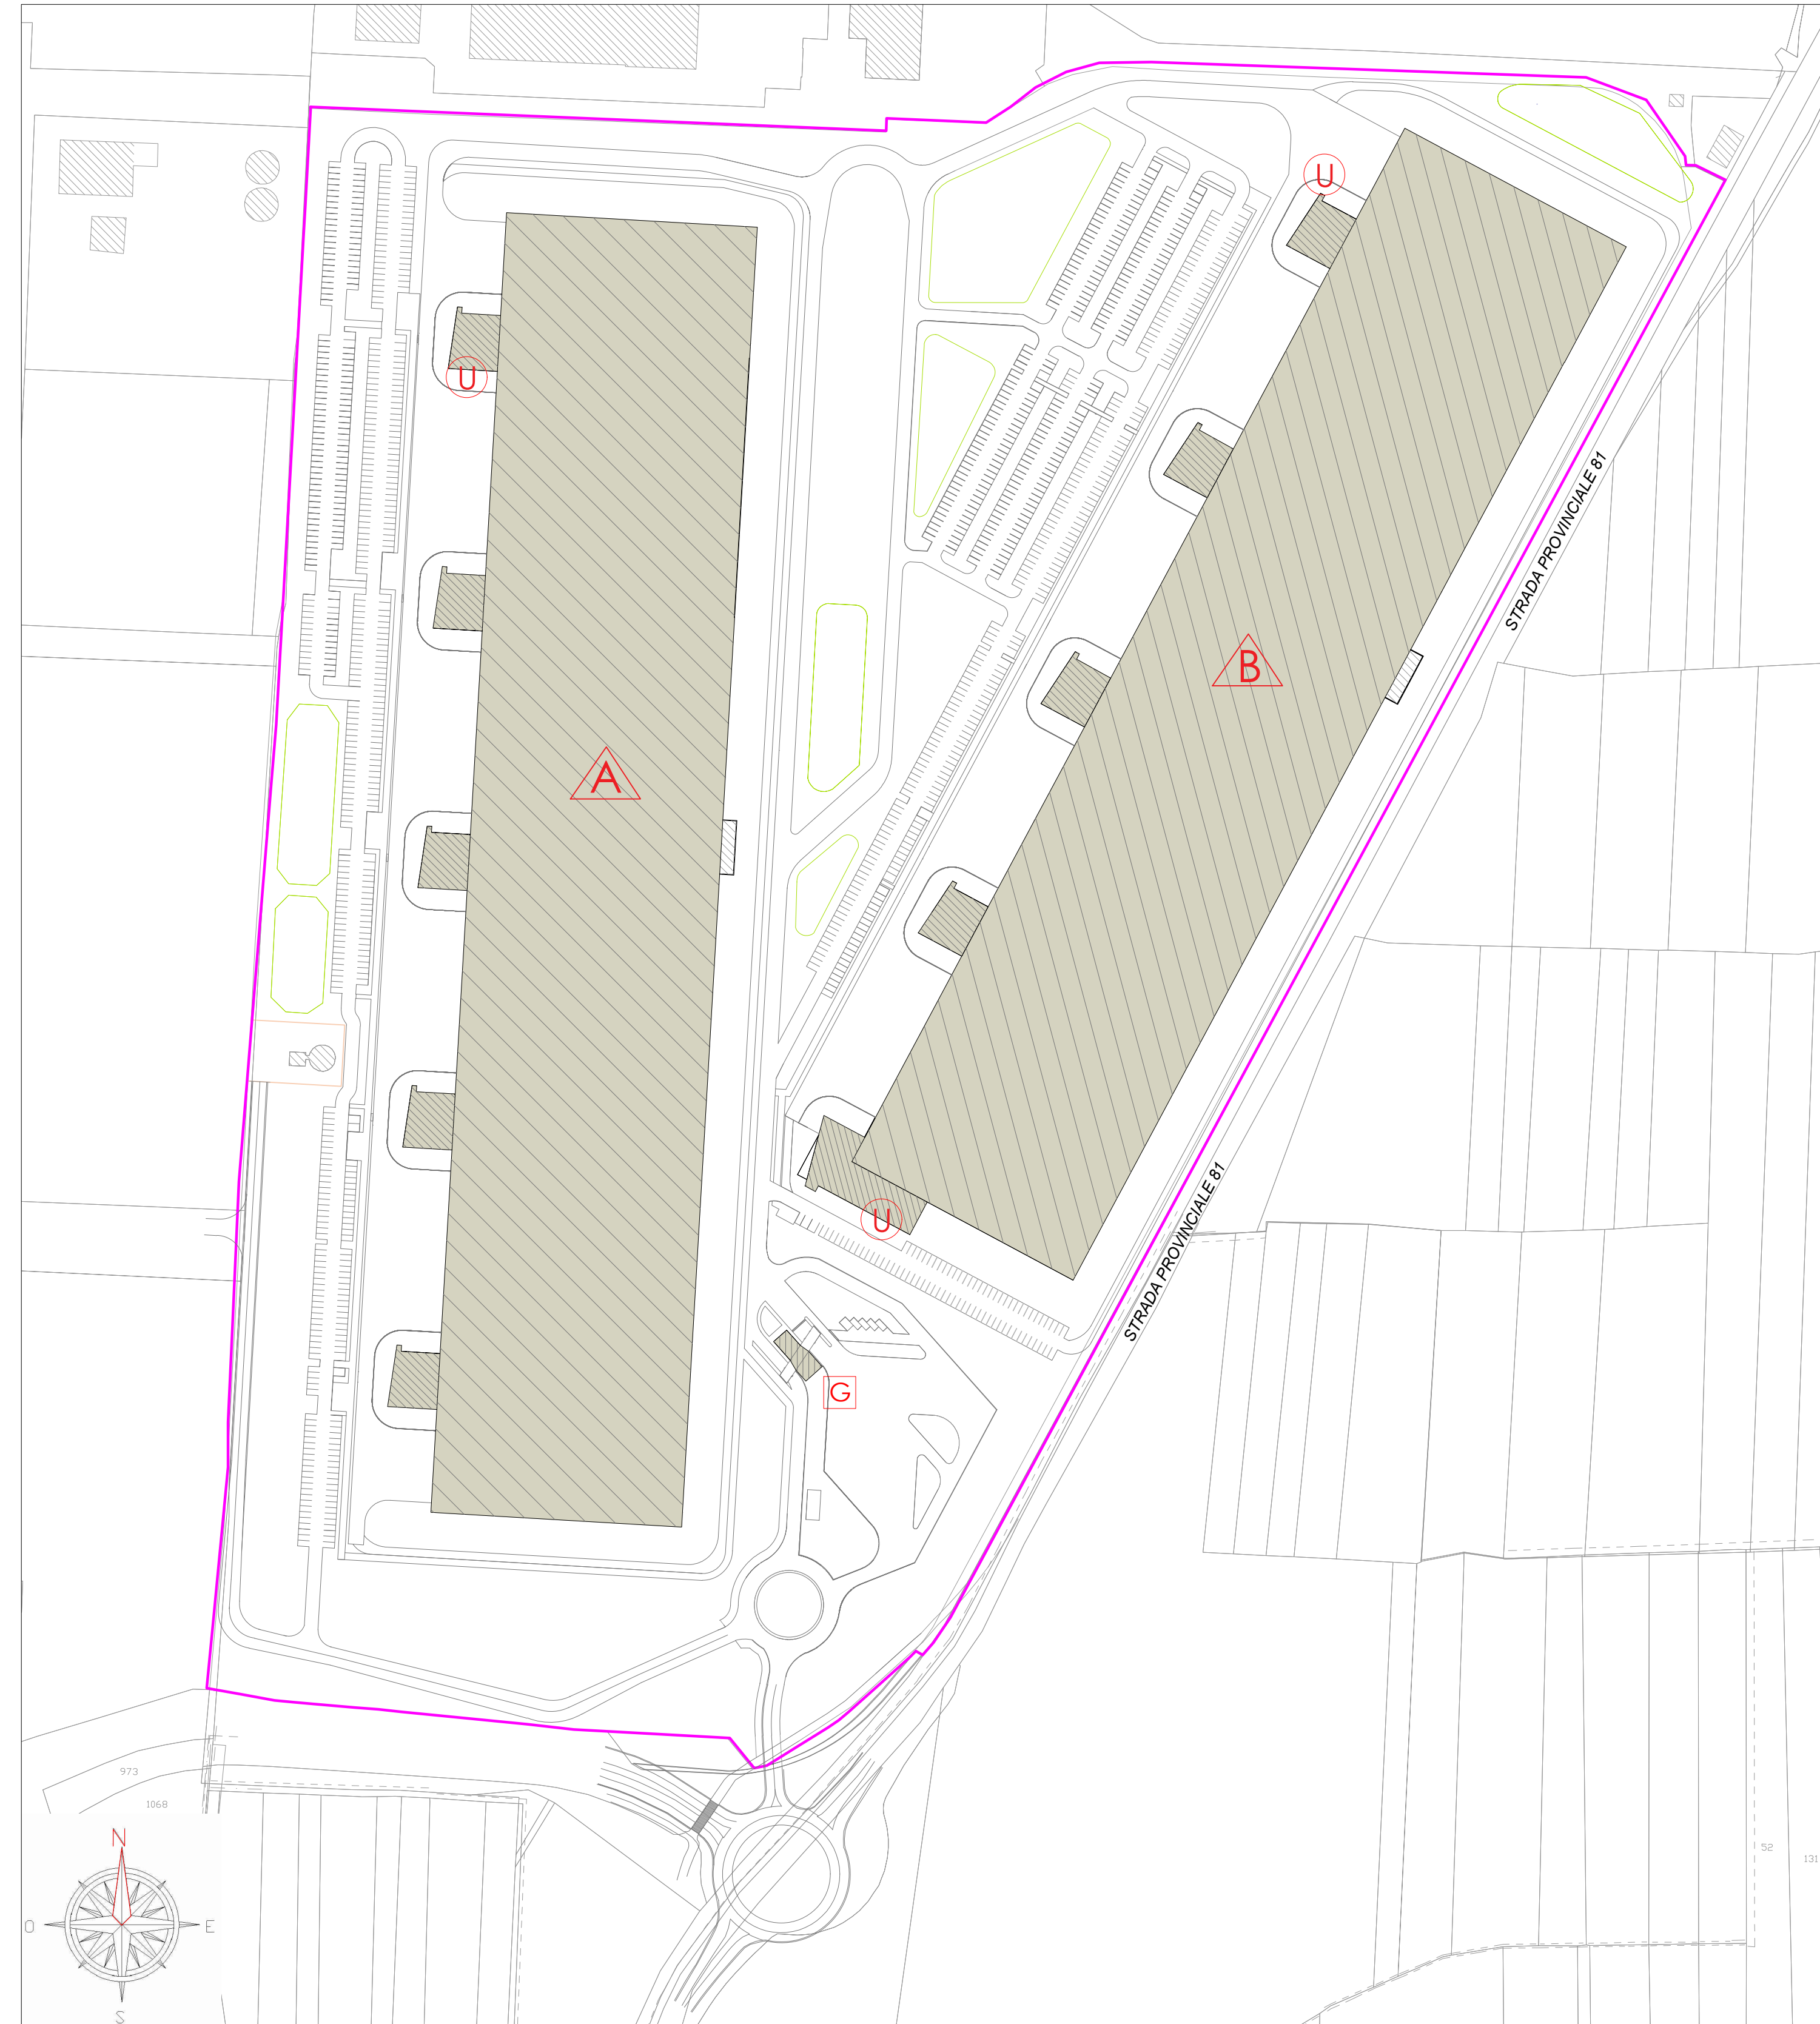 U
U
STRADA PROVINCIALE 81
B
A
STRADA PROVINCIALE 81
U
G
973
1068
52
131
N
O
E
S